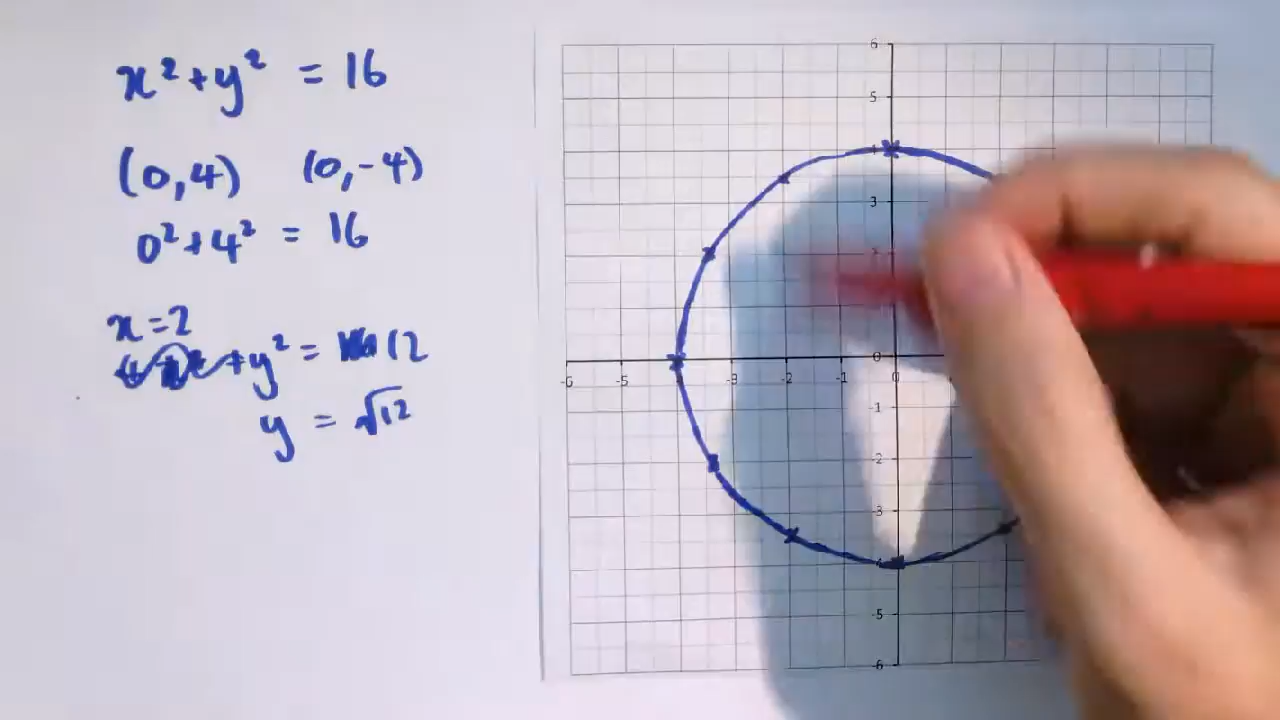 x² + y² = 16
(0,4) (0,-4)
0² + 4² = 16
x = 2
+ y² = 12
y = √12
6
5
3
-6 -5 -3 -2 -1 0
-1
-2
-3
-5
-6